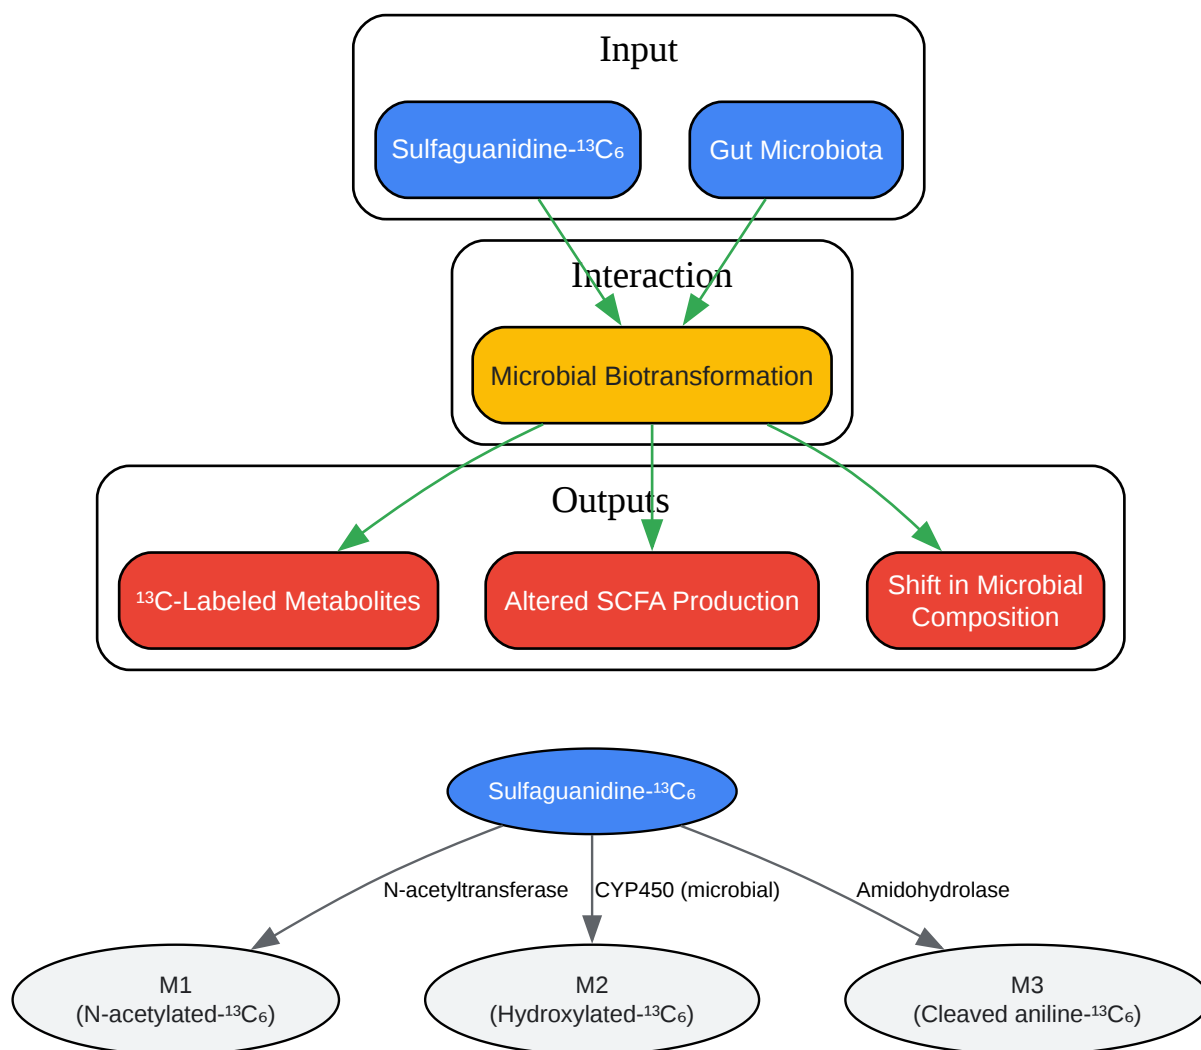 Input
Sulfaguanidine-¹³C₆
Gut Microbiota
Interaction
Microbial Biotransformation
Outputs
¹³C-Labeled Metabolites
Altered SCFA Production
Shift in Microbial
Composition
Sulfaguanidine-¹³C₆
N-acetyltransferase
CYP450 (microbial)
Amidohydrolase
M1
(N-acetylated-¹³C₆)
M2
(Hydroxylated-¹³C₆)
M3
(Cleaved aniline-¹³C₆)